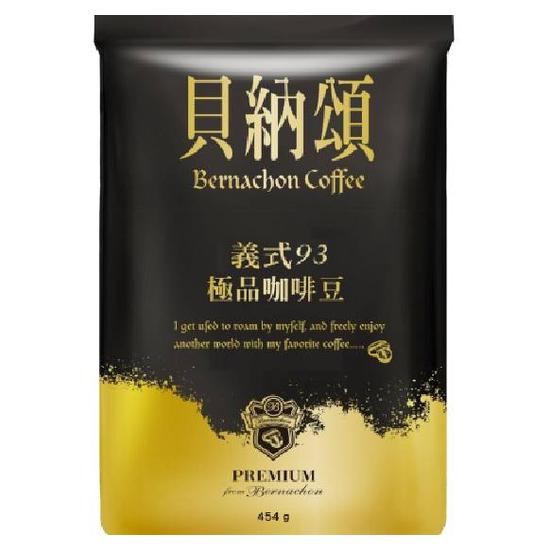 貝納頌
Bernachon Coffee
義式93
極品咖啡豆
I get used to roam by myself, and freely enjoy
another world with my favorite coffee......
B
PREMIUM
from Bernachon
454 g